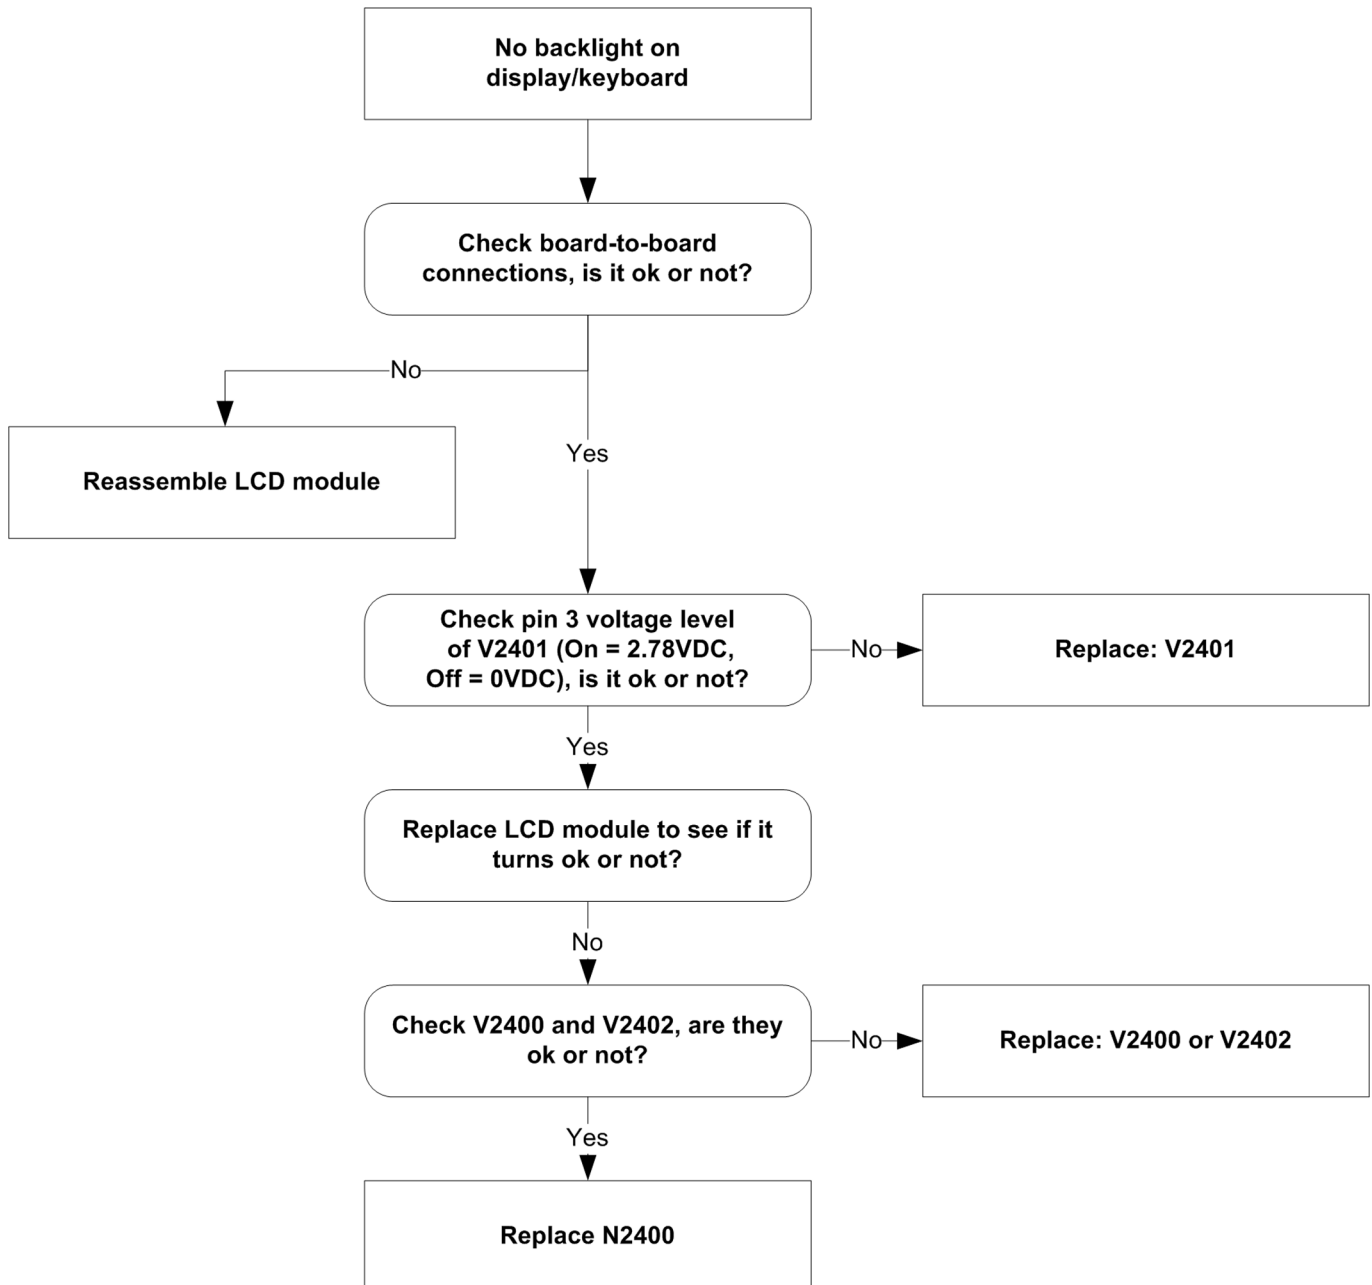 No backlight on
display/keyboard
Check board-to-board
connections, is it ok or not?
No
Reassemble LCD module
Yes
Check pin 3 voltage level
of V2401 (On = 2.78VDC,
Off = 0VDC), is it ok or not?
No
Replace: V2401
Yes
Replace LCD module to see if it
turns ok or not?
No
Check V2400 and V2402, are they
ok or not?
No
Replace: V2400 or V2402
Yes
Replace N2400